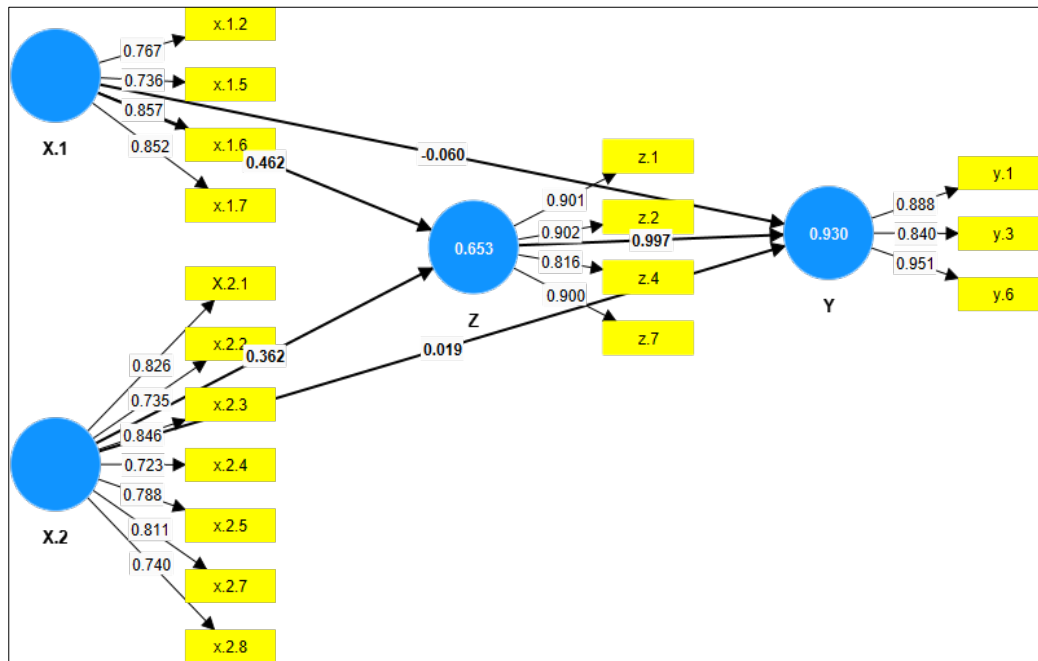 x.1.2
0.767
x.1.5
0.736
x.1.6
0.857
x.1.7
0.852
X.1
0.462
-0.060
z.1
0.901
z.2
0.902
0.997
z.4
0.816
z.7
0.900
0.653
Z
0.930
Y
y.1
0.888
y.3
0.840
y.6
0.951
X.2.1
0.826
x.2.2
0.362
0.735
0.019
x.2.3
0.846
x.2.4
0.723
x.2.5
0.788
x.2.7
0.811
x.2.8
0.740
X.2